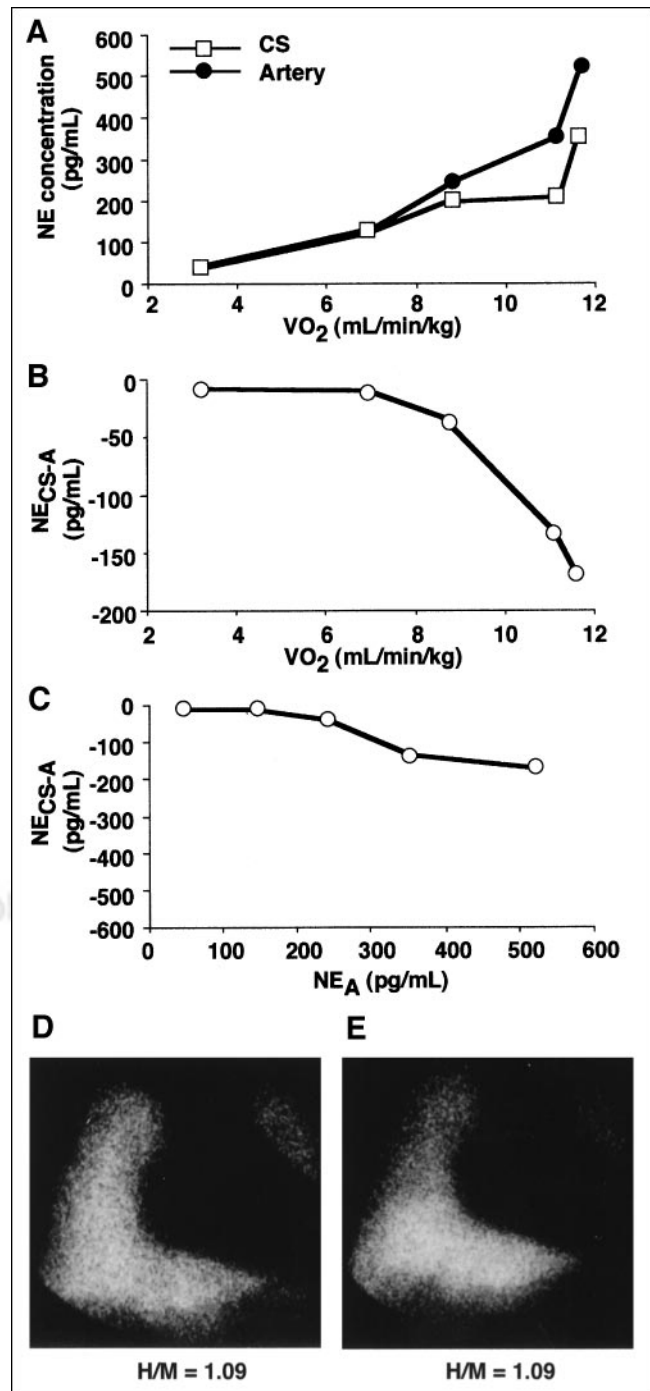 A
CS
Artery
NE concentration
(pg/mL)
600
500
400
300
200
100
0
2 4 6 8 10 12
VO2 (mL/min/kg)
B
NECS-A
(pg/mL)
0
-50
-100
-150
-200
2 4 6 8 10 12
VO2 (mL/min/kg)
C
NECS-A
(pg/mL)
0
-100
-200
-300
-400
-500
-600
0 100 200 300 400 500 600
NEA (pg/mL)
D E
H/M = 1.09 H/M = 1.09